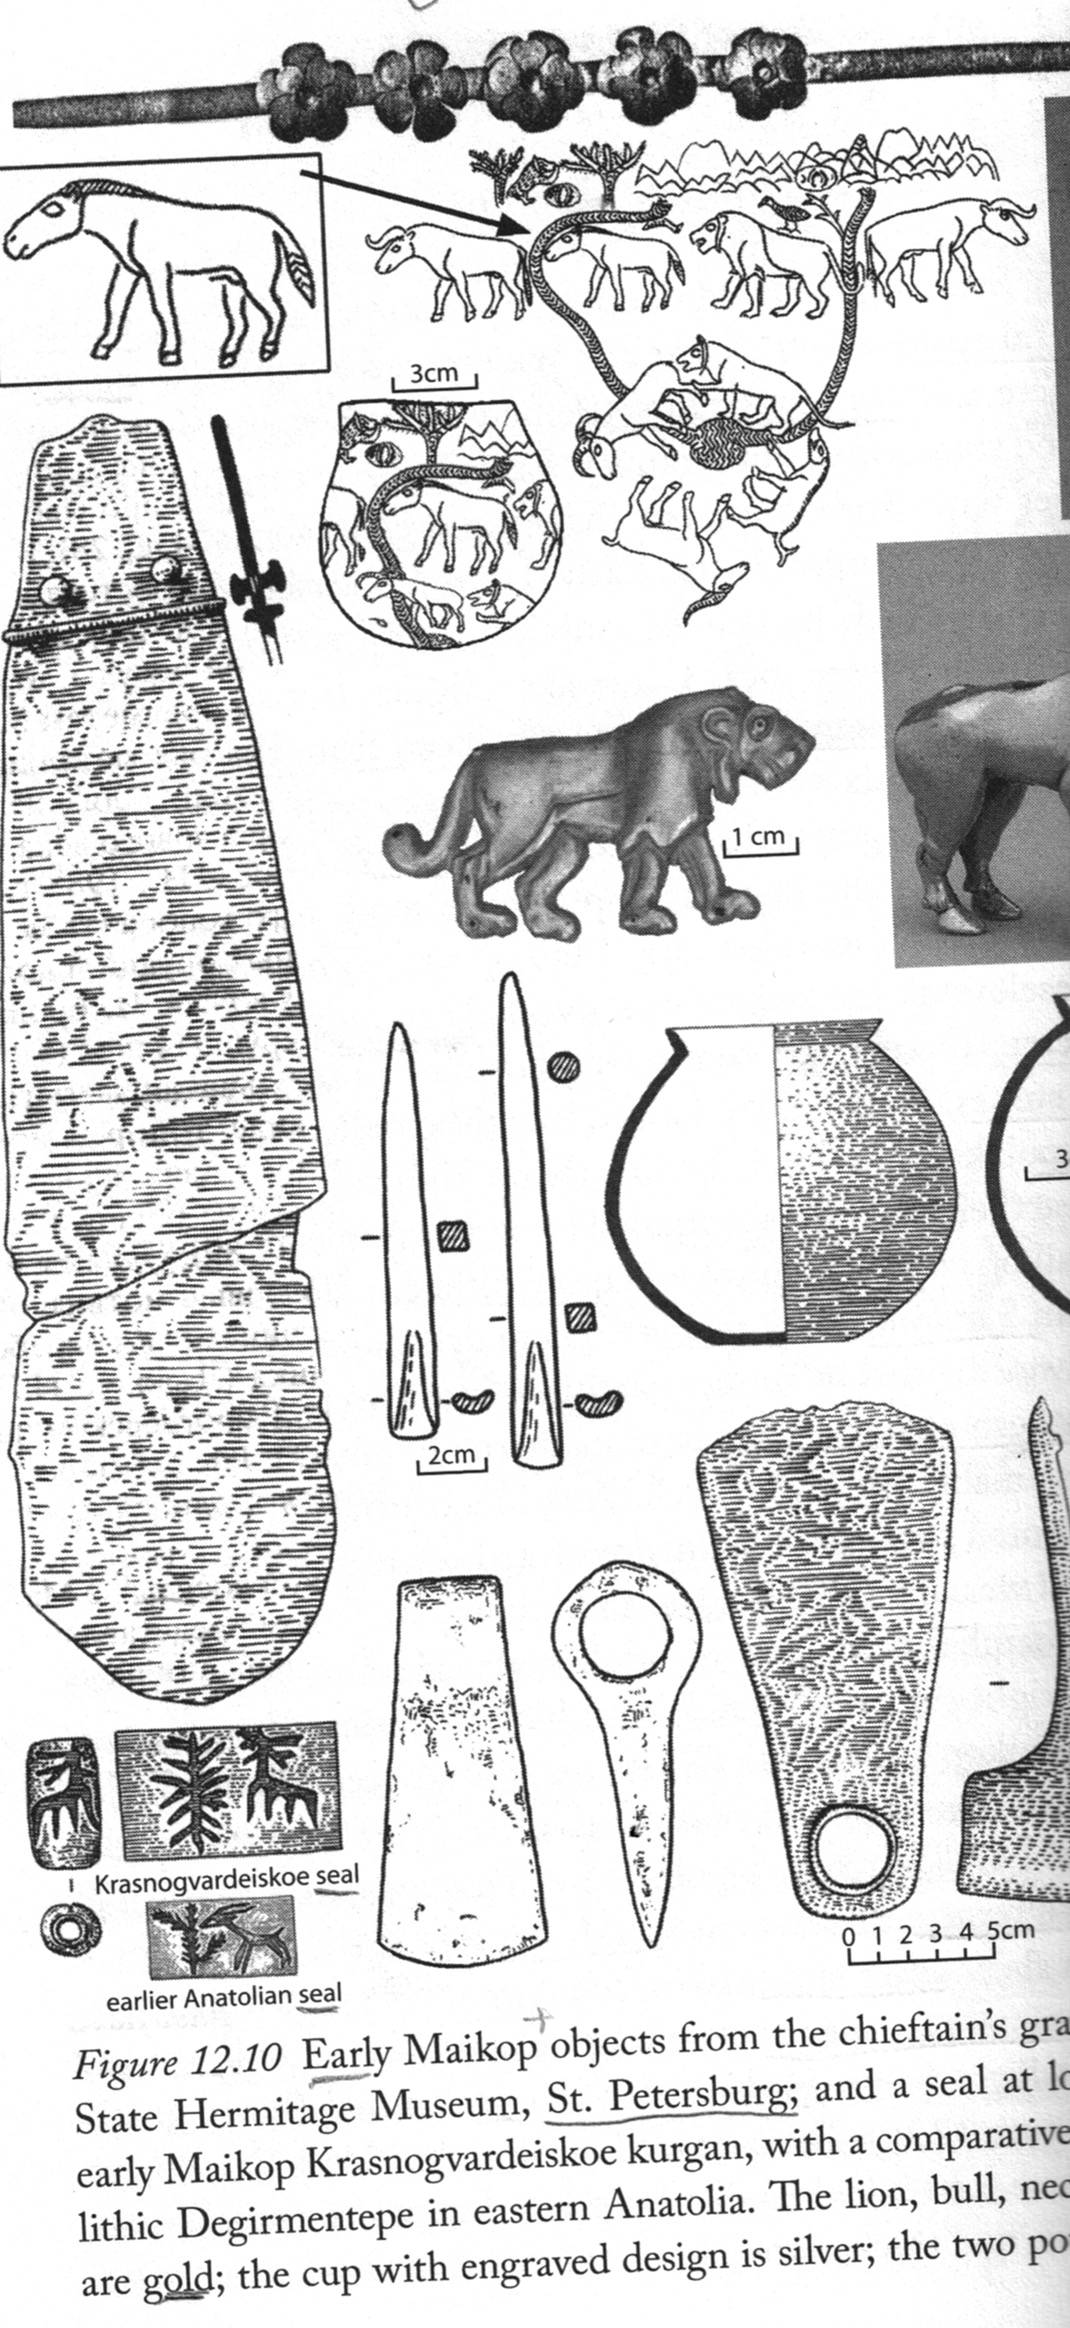 3cm
1 cm
3
2cm
Krasnogvardeiskoe seal
0 1 2 3 4 5cm
earlier Anatolian seal
Figure 12.10 Early Maikop objects from the chieftain's gra
State Hermitage Museum, St. Petersburg; and a seal at lo
early Maikop Krasnogvardeiskoe kurgan, with a comparative
lithic Degirmentepe in eastern Anatolia. The lion, bull, nec
are gold; the cup with engraved design is silver; the two po